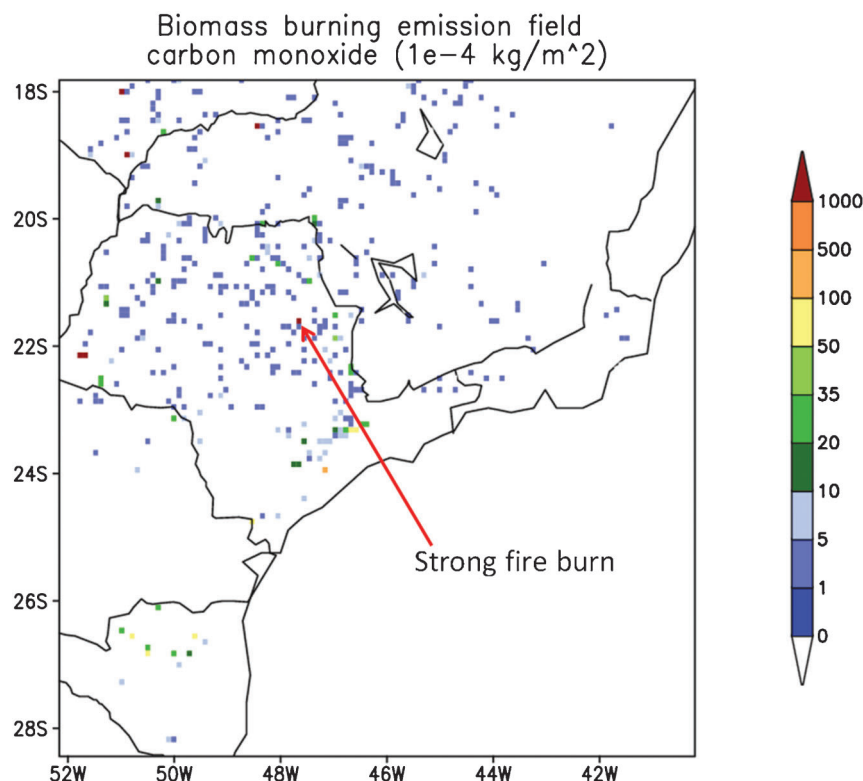 Biomass burning emission field
carbon monoxide (1e-4 kg/m^2)
18S
20S
22S
24S
26S
28S
52W
50W
48W
46W
44W
42W
Strong fire burn
1000
500
100
50
35
20
10
5
1
0